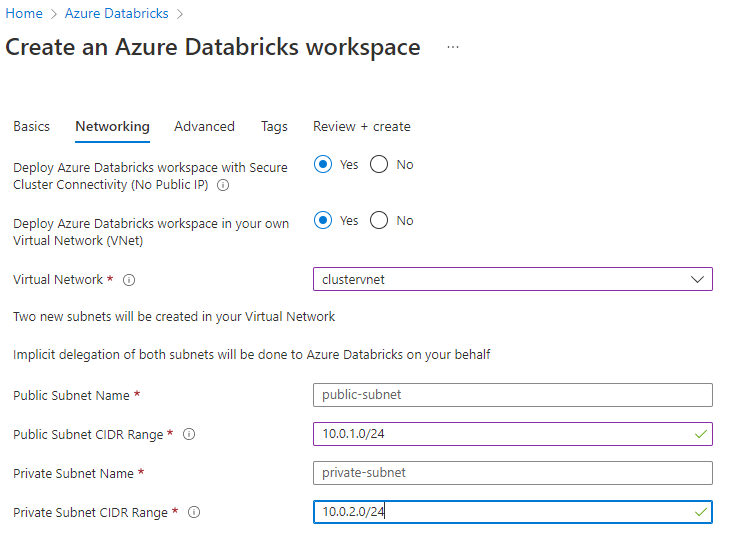 Home > Azure Databricks >
Create an Azure Databricks workspace ...
Basics Networking Advanced Tags Review + create
Deploy Azure Databricks workspace with Secure
Cluster Connectivity (No Public IP)
Yes No
Deploy Azure Databricks workspace in your own
Virtual Network (VNet)
Yes No
Virtual Network *
clustervnet
Two new subnets will be created in your Virtual Network
Implicit delegation of both subnets will be done to Azure Databricks on your behalf
Public Subnet Name *
public-subnet
Public Subnet CIDR Range *
10.0.1.0/24
Private Subnet Name *
private-subnet
Private Subnet CIDR Range *
10.0.2.0/24